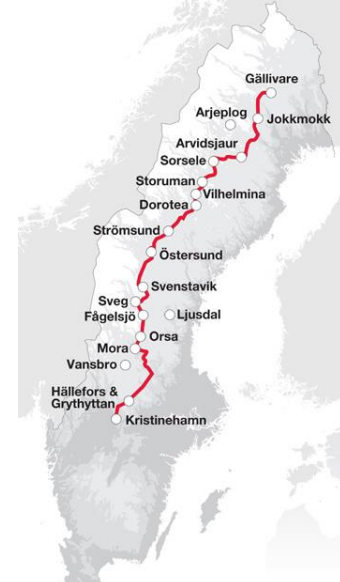 Gällivare
Arjeplog
Jokkmokk
Arvidsjaur
Sorsele
Storuman
Vilhelmina
Dorotea
Strömsund
Östersund
Svenstavik
Sveg
Fågelsjö
Ljusdal
Orsa
Mora
Vansbro
Hällefors &
Grythyttan
Kristinehamn